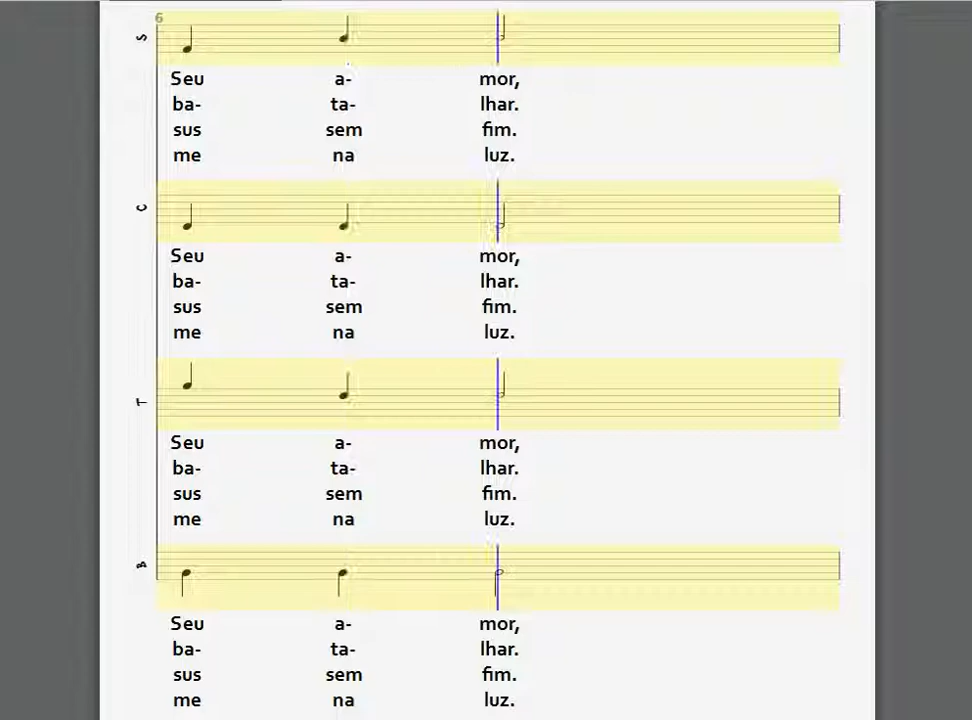 6
S
Seu a- mor,
ba- ta- lhar.
sus sem fim.
me na luz.
C
Seu a- mor,
ba- ta- lhar.
sus sem fim.
me na luz.
T
Seu a- mor,
ba- ta- lhar.
sus sem fim.
me na luz.
B
Seu a- mor,
ba- ta- lhar.
sus sem fim.
me na luz.